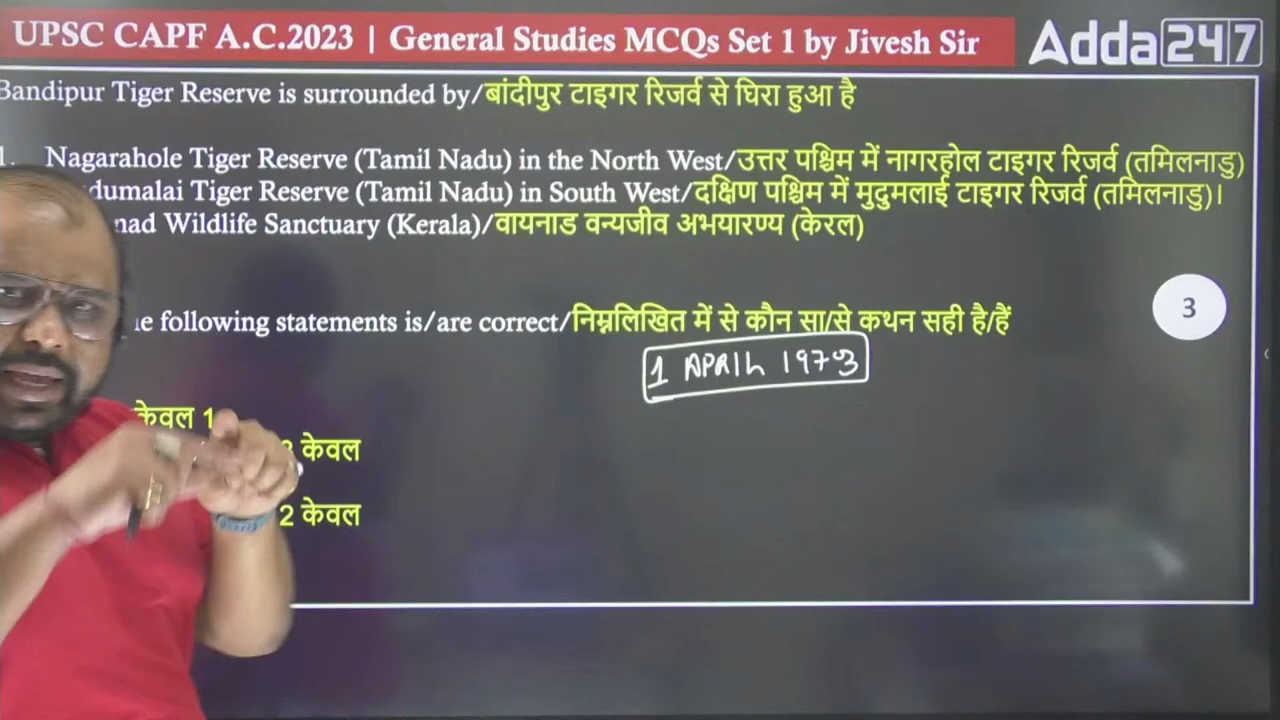 UPSC CAPF A.C.2023 | General Studies MCQs Set 1 by Jivesh Sir
Adda247
Bandipur Tiger Reserve is surrounded by/बांदीपुर टाइगर रिजर्व से घिरा हुआ है
1. Nagarahole Tiger Reserve (Tamil Nadu) in the North West/उत्तर पश्चिम में नागरहोल टाइगर रिजर्व (तमिलनाडु)
dumalai Tiger Reserve (Tamil Nadu) in South West/दक्षिण पश्चिम में मुदुमलाई टाइगर रिजर्व (तमिलनाडु)।
nad Wildlife Sanctuary (Kerala)/वायनाड वन्यजीव अभयारण्य (केरल)
3
e following statements is/are correct/निम्नलिखित में से कौन सा/से कथन सही है/हैं
1 APRIL 1973
केवल 1
केवल
2 केवल